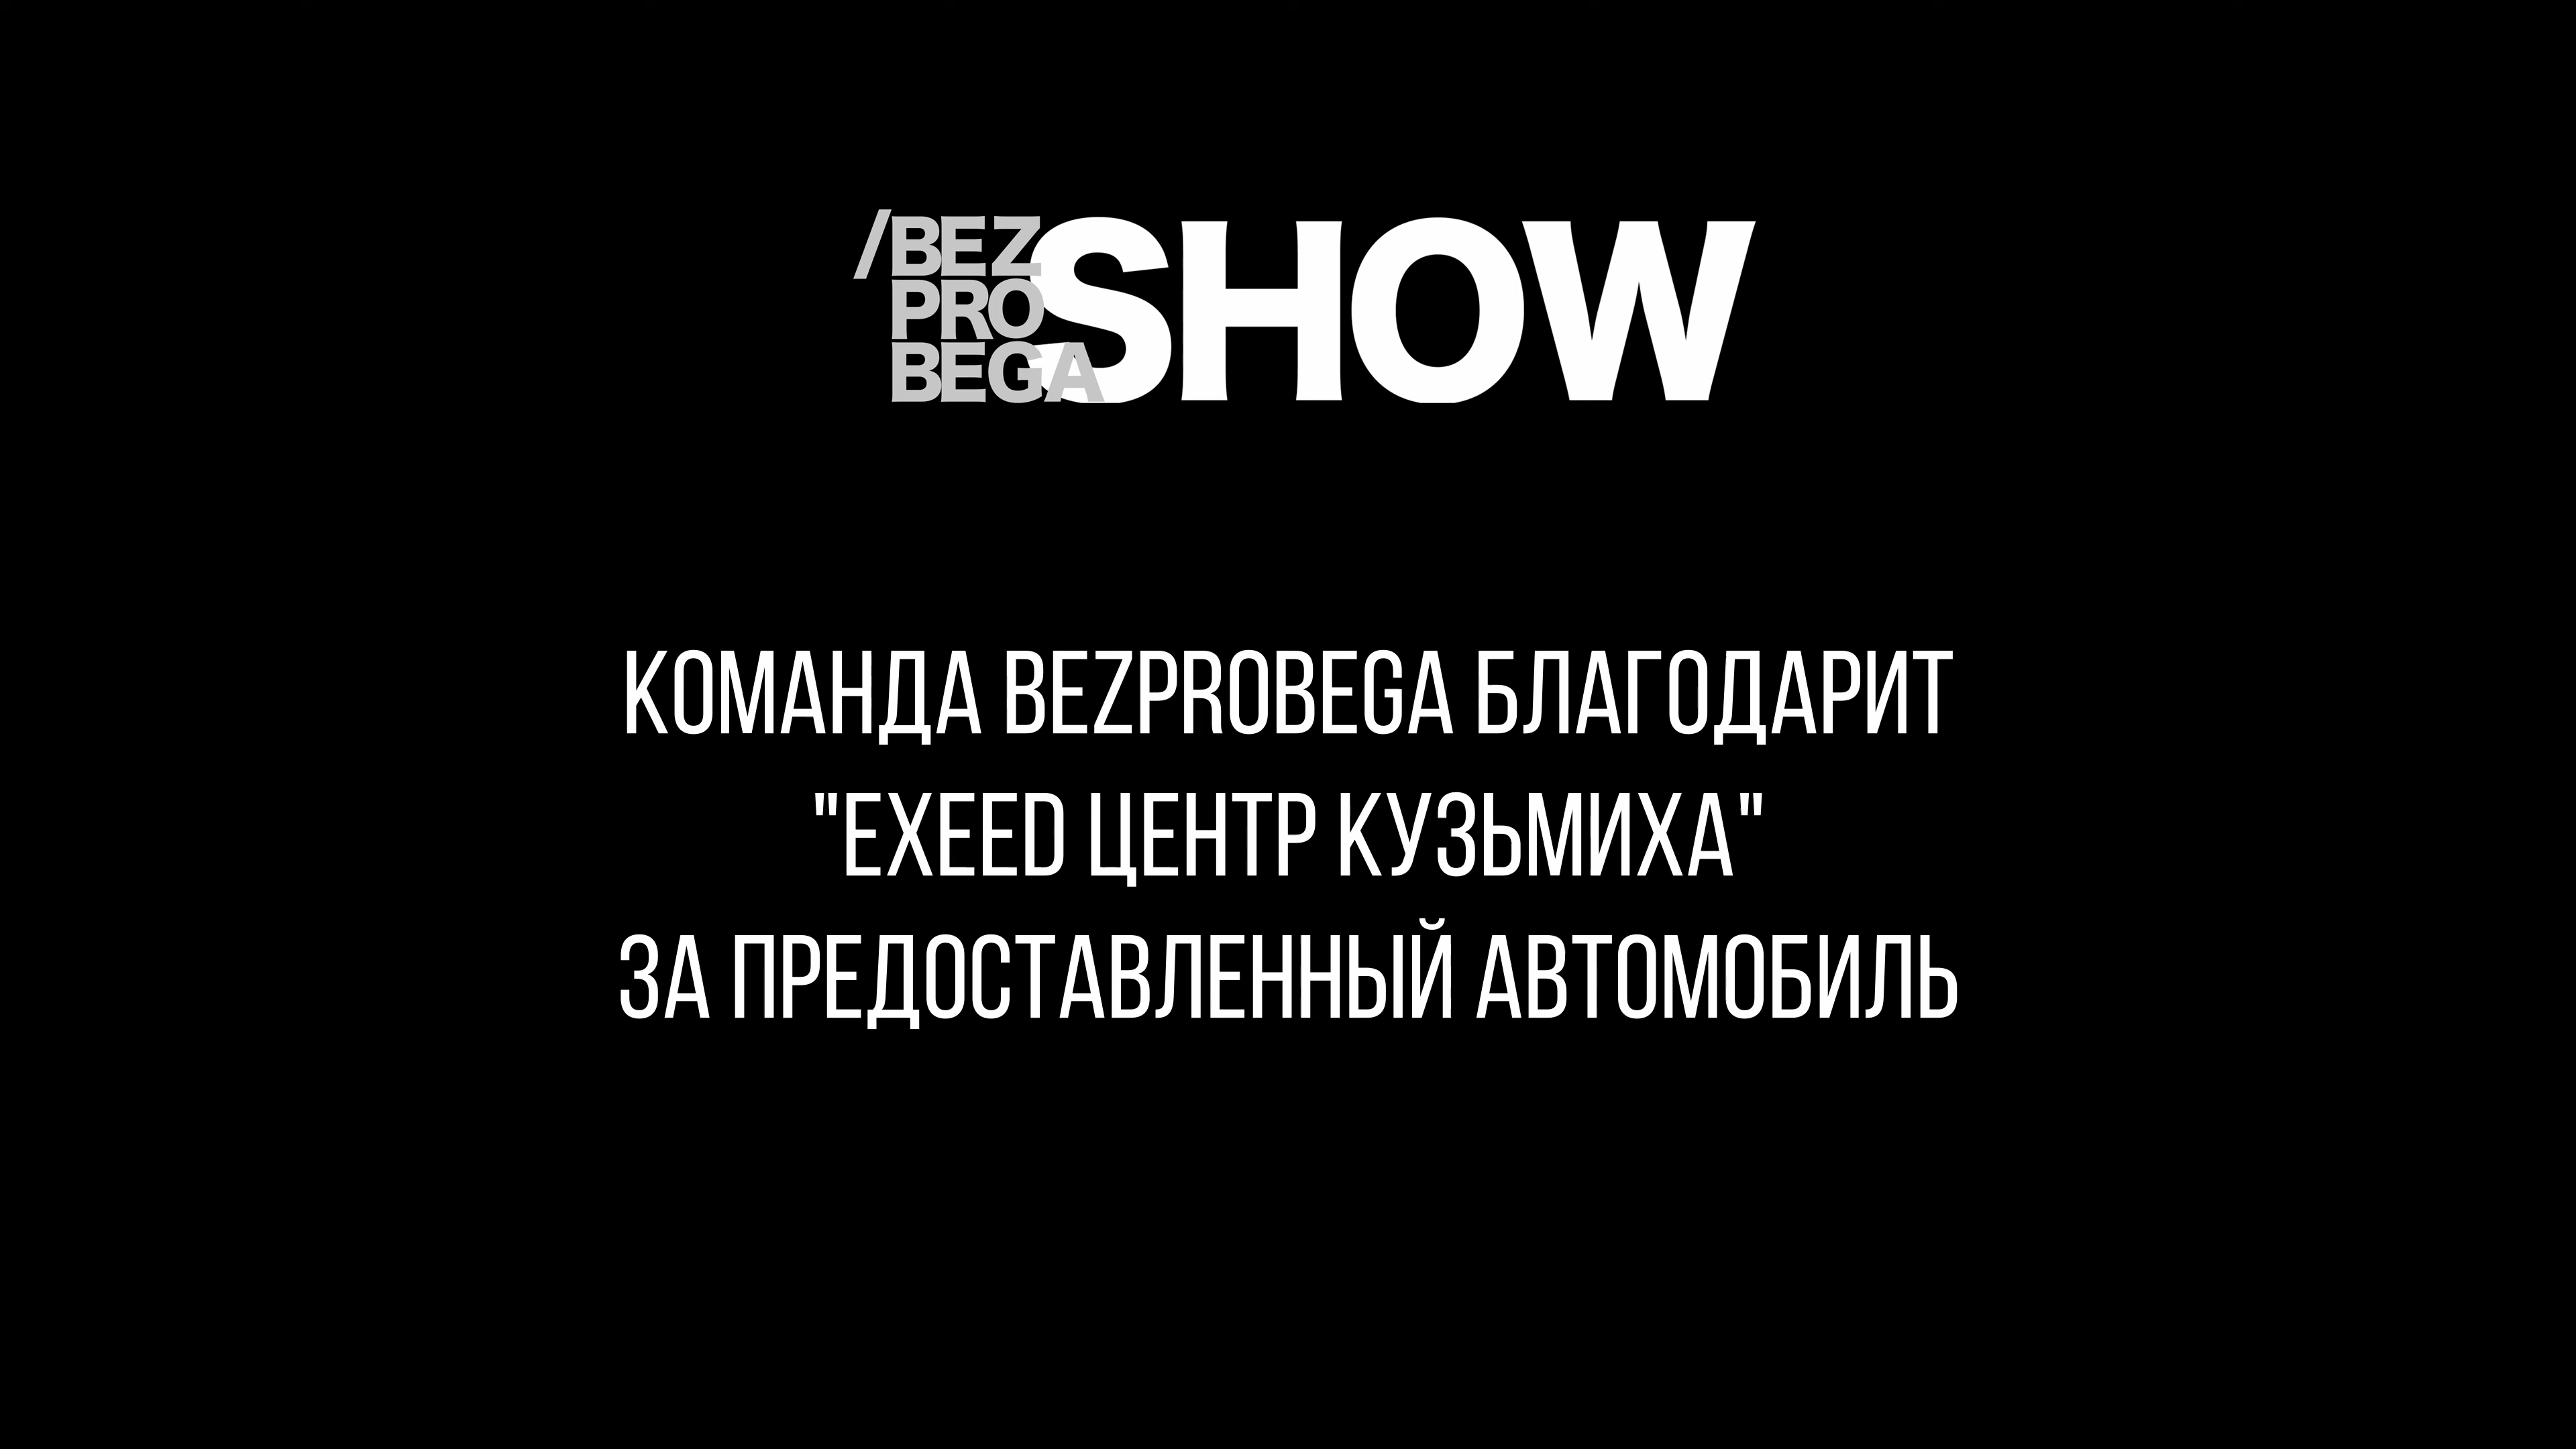 /BEZ
PRO
BEGA
SHOW
КОМАНДА BEZPROBEGA БЛАГОДАРИТ
"EXEED ЦЕНТР КУЗЬМИХА"
ЗА ПРЕДОСТАВЛЕННЫЙ АВТОМОБИЛЬ